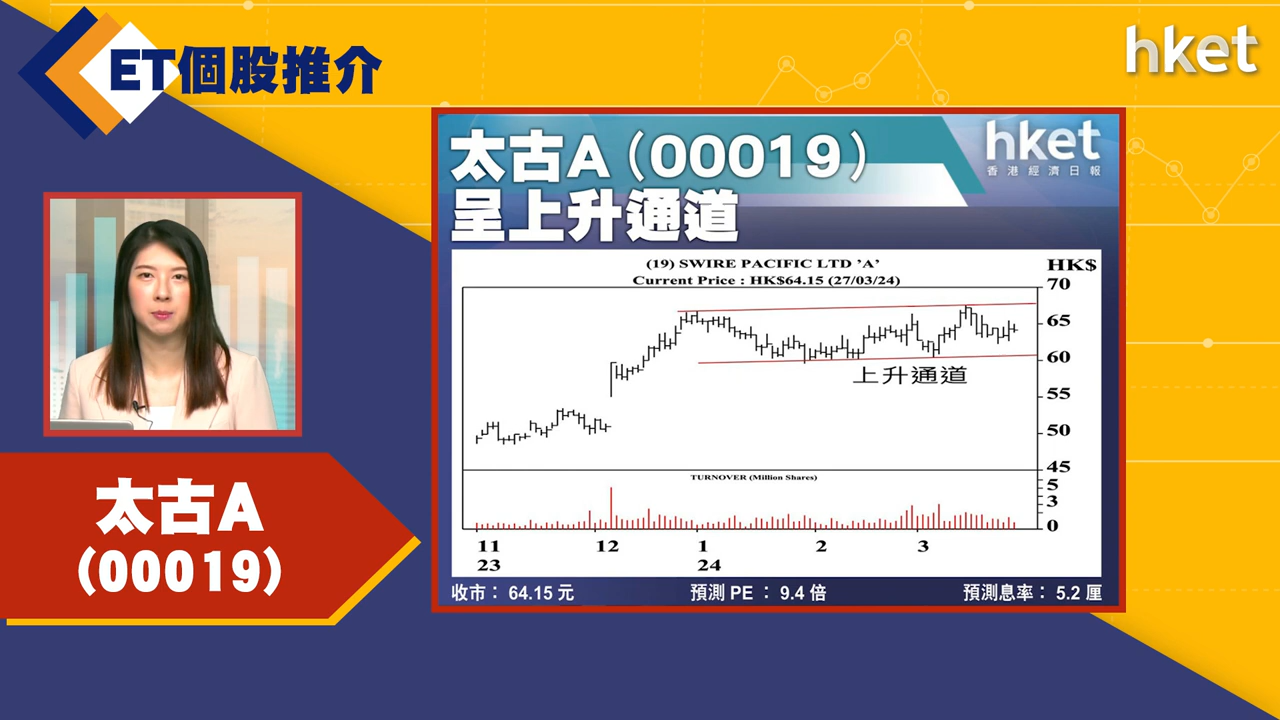 ET個股推介
hket
太古A（00019）
呈上升通道
hket
香港經濟日報
(19) SWIRE PACIFIC LTD 'A'
Current Price : HK$64.15 (27/03/24)
HK$
70
65
60
55
50
45
上升通道
TURNOVER (Million Shares)
5
3
0
11 12 1 2 3
23 24
收市： 64.15 元 預測 PE ： 9.4 倍 預測息率： 5.2 厘
太古A
(00019)